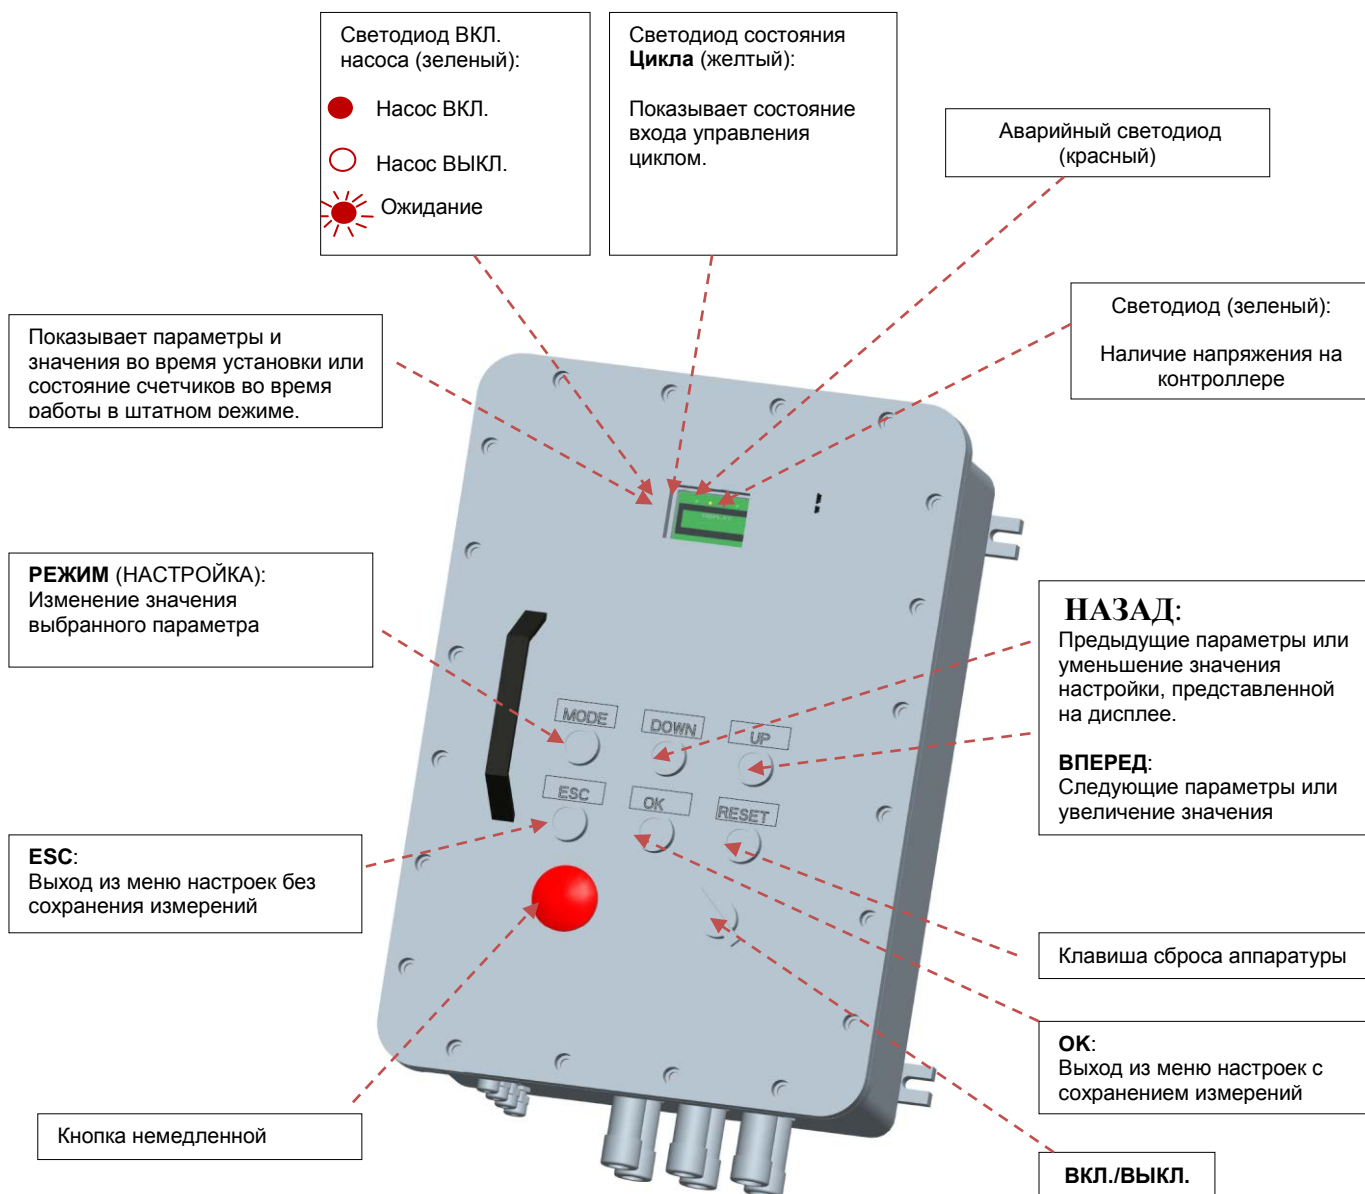 Светодиод ВКЛ.
насоса (зеленый):
Насос ВКЛ.
Насос ВЫКЛ.
Ожидание
Светодиод состояния
Цикла (желтый):
Показывает состояние
входа управления
циклом.
Аварийный светодиод
(красный)
Светодиод (зеленый):
Наличие напряжения на
контроллере
Показывает параметры и
значения во время установки или
состояние счетчиков во время
работы в штатном режиме.
РЕЖИМ (НАСТРОЙКА):
Изменение значения
выбранного параметра
НАЗАД:
Предыдущие параметры или
уменьшение значения
настройки, представленной
на дисплее.
ВПЕРЕД:
Следующие параметры или
увеличение значения
MODE
DOWN
UP
ESC
OK
RESET
ESC:
Выход из меню настроек без
сохранения измерений
Клавиша сброса аппаратуры
OK:
Выход из меню настроек с
сохранением измерений
Кнопка немедленной
ВКЛ./ВЫКЛ.